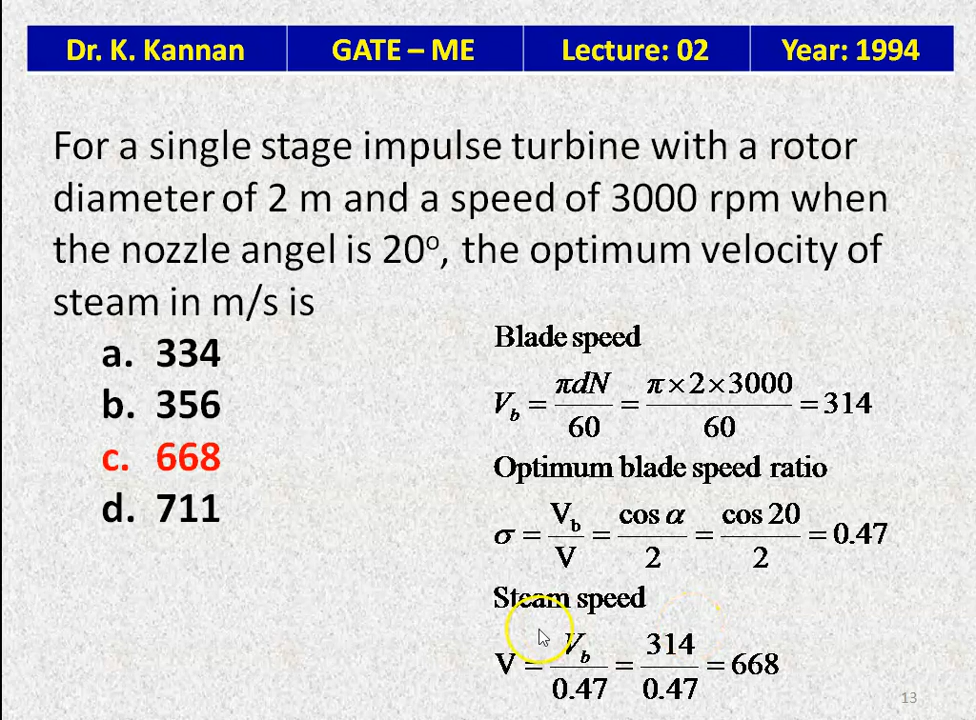 Dr. K. Kannan GATE – ME Lecture: 02 Year: 1994
For a single stage impulse turbine with a rotor
diameter of 2 m and a speed of 3000 rpm when
the nozzle angel is 20°, the optimum velocity of
steam in m/s is
a. 334
b. 356
c. 668
d. 711
Blade speed
V_b = πdN/60 = π×2×3000/60 = 314
Optimum blade speed ratio
σ = V_b/V = cos α/2 = cos 20/2 = 0.47
Steam speed
V = V_b/0.47 = 314/0.47 = 668
13